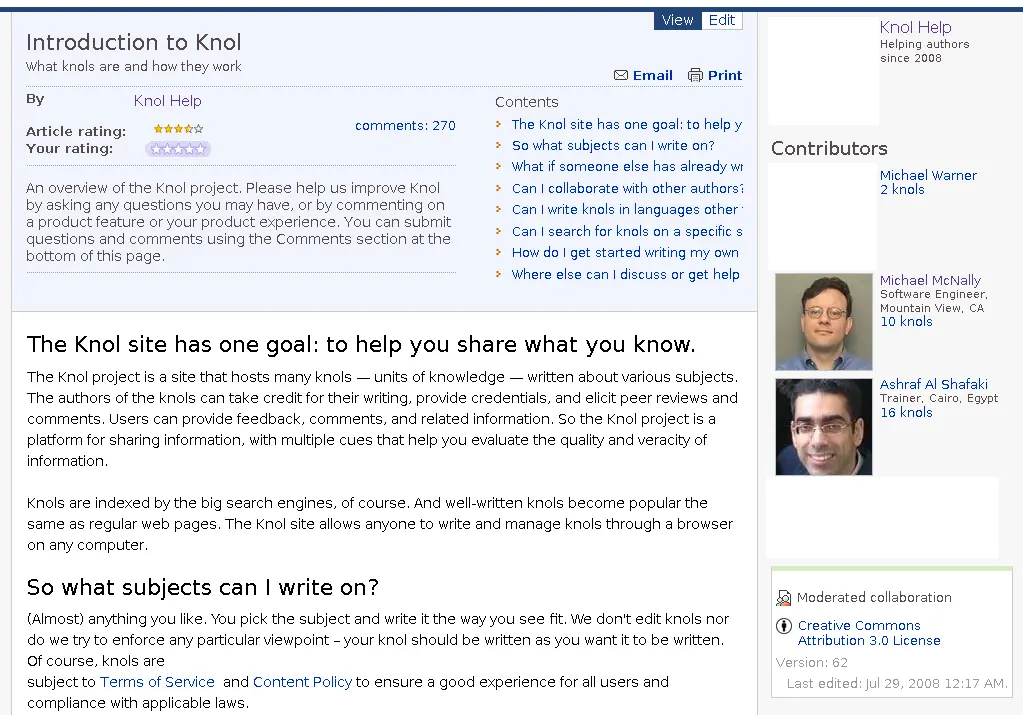 View Edit
Introduction to Knol
What knols are and how they work
Email Print
By Knol Help
Article rating:
Your rating:
comments: 270
An overview of the Knol project. Please help us improve Knol
by asking any questions you may have, or by commenting on
a product feature or your product experience. You can submit
questions and comments using the Comments section at the
bottom of this page.
Contents
The Knol site has one goal: to help y
So what subjects can I write on?
What if someone else has already wr
Can I collaborate with other authors?
Can I write knols in languages other
Can I search for knols on a specific s
How do I get started writing my own
Where else can I discuss or get help
The Knol site has one goal: to help you share what you know.
The Knol project is a site that hosts many knols — units of knowledge — written about various subjects.
The authors of the knols can take credit for their writing, provide credentials, and elicit peer reviews and
comments. Users can provide feedback, comments, and related information. So the Knol project is a
platform for sharing information, with multiple cues that help you evaluate the quality and veracity of
information.
Knols are indexed by the big search engines, of course. And well-written knols become popular the
same as regular web pages. The Knol site allows anyone to write and manage knols through a browser
on any computer.
So what subjects can I write on?
(Almost) anything you like. You pick the subject and write it the way you see fit. We don't edit knols nor
do we try to enforce any particular viewpoint – your knol should be written as you want it to be written.
Of course, knols are
subject to Terms of Service and Content Policy to ensure a good experience for all users and
compliance with applicable laws.
Knol Help
Helping authors
since 2008
Contributors
Michael Warner
2 knols
Michael McNally
Software Engineer,
Mountain View, CA
10 knols
Ashraf Al Shafaki
Trainer, Cairo, Egypt
16 knols
Moderated collaboration
Creative Commons
Attribution 3.0 License
Version: 62
Last edited: Jul 29, 2008 12:17 AM.